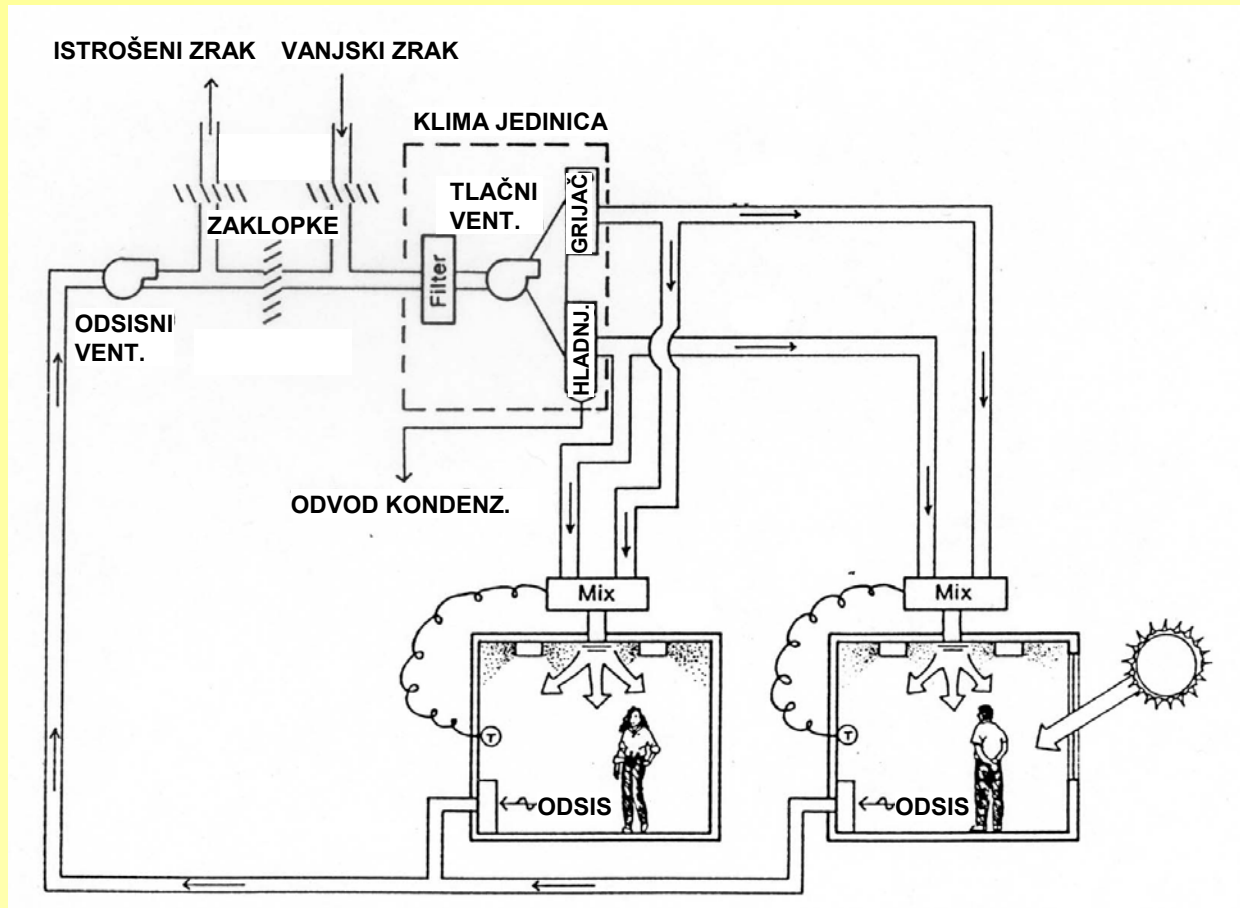 ISTROŠENI ZRAK VANJSKI ZRAK
KLIMA JEDINICA
TLAČNI
VENT.
GRIJAČ
ZAKLOPKE
Filter
ODSISNI
VENT.
HLADNJ.
ODVOD KONDENZ.
Mix
Mix
T
T
ODSIS
ODSIS